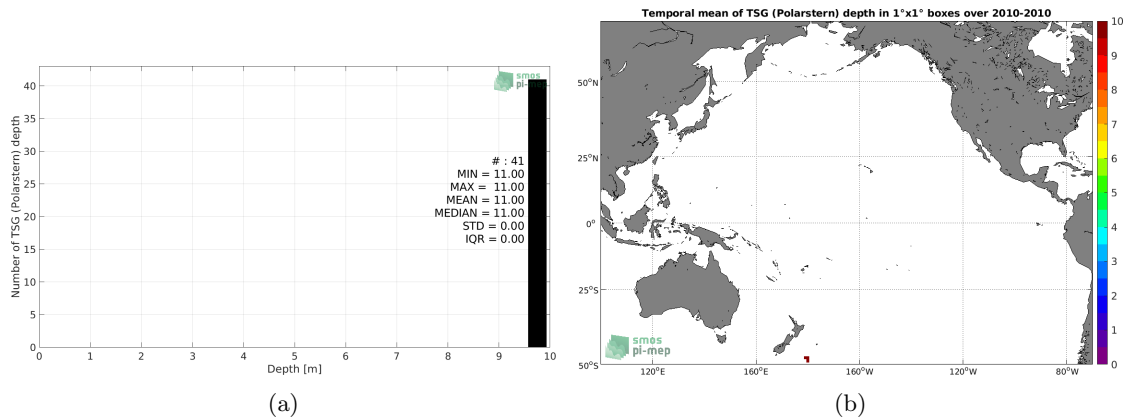 smos
pi-mep
Number of TSG (Polarstern) depth
40
35
30
25
20
15
10
5
0
# : 41
MIN = 11.00
MAX = 11.00
MEAN = 11.00
MEDIAN = 11.00
STD = 0.00
IQR = 0.00
0 1 2 3 4 5 6 7 8 9 10
Depth [m]
(a)
Temporal mean of TSG (Polarstern) depth in 1°x1° boxes over 2010-2010
50°N
25°N
0°
25°S
50°S
120°E 160°E 160°W 120°W 80°W
smos
pi-mep
10
9
8
7
6
5
4
3
2
1
0
(b)